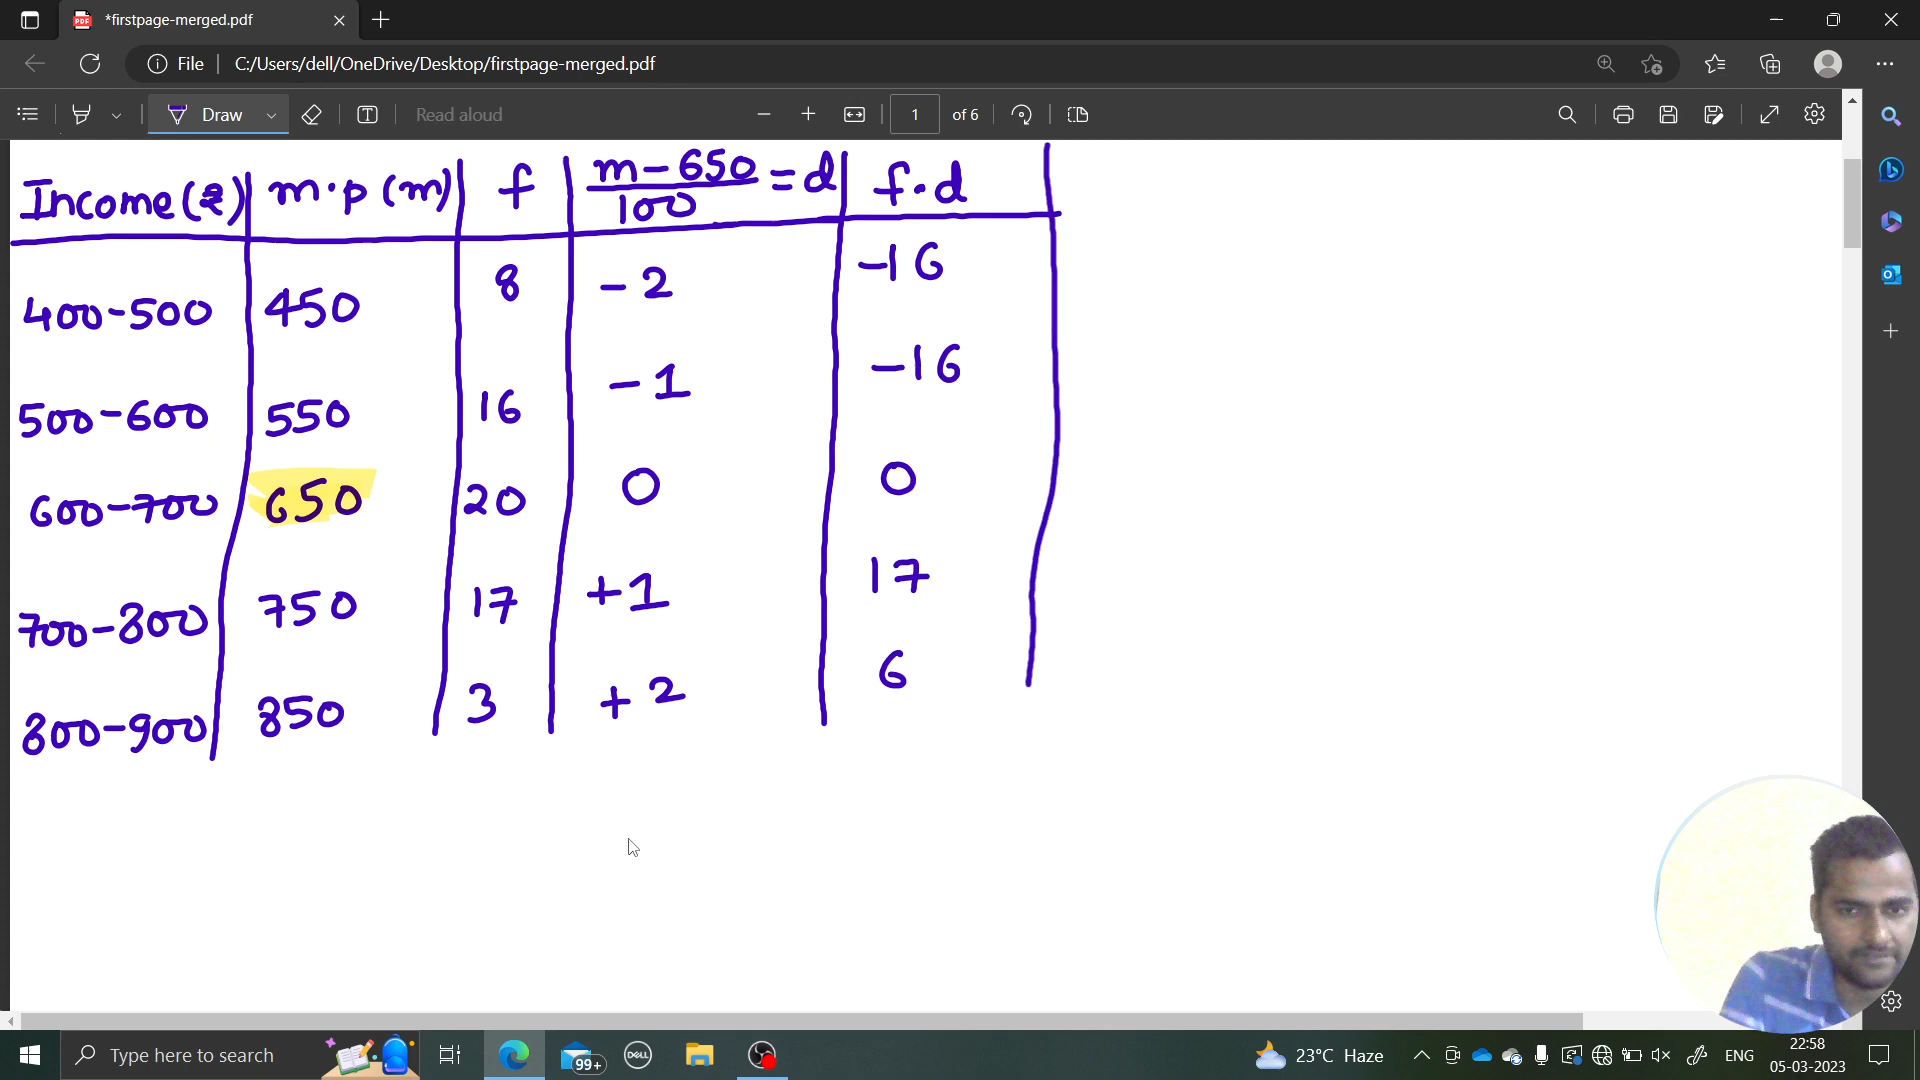 *firstpage-merged.pdf
File C:/Users/dell/OneDrive/Desktop/firstpage-merged.pdf
Draw Read aloud 1 of 6
Income (₹) m.p (m) f m-650/100 = d f.d
400-500 450 8 -2 -16
500-600 550 16 -1 -16
600-700 650 20 0 0
700-800 750 17 +1 17
800-900 850 3 +2 6
Type here to search 99+ DELL 23°C Haze ENG 22:58
05-03-2023